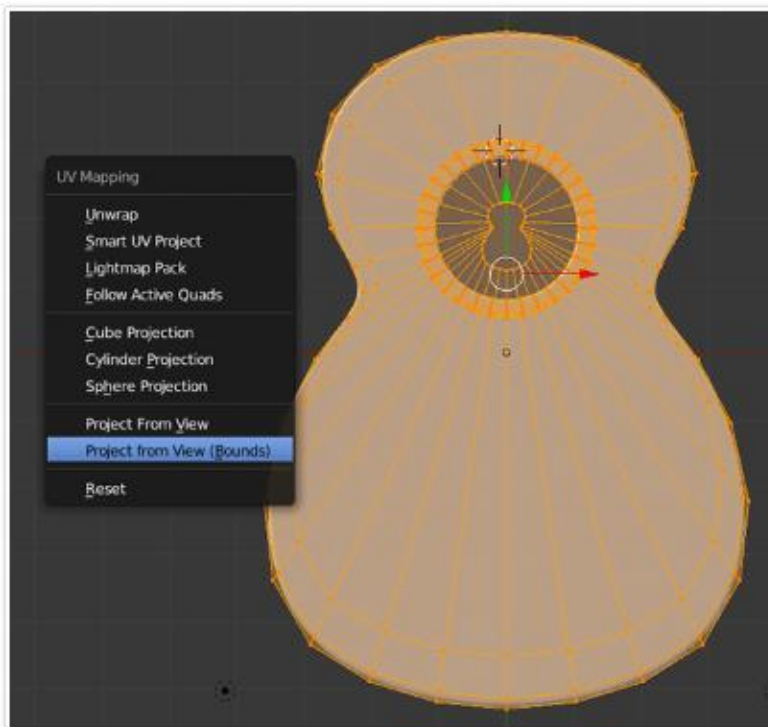 UV Mapping
Unwrap
Smart UV Project
Lightmap Pack
Follow Active Quads
Cube Projection
Cylinder Projection
Sphere Projection
Project From View
Project from View (Bounds)
Reset